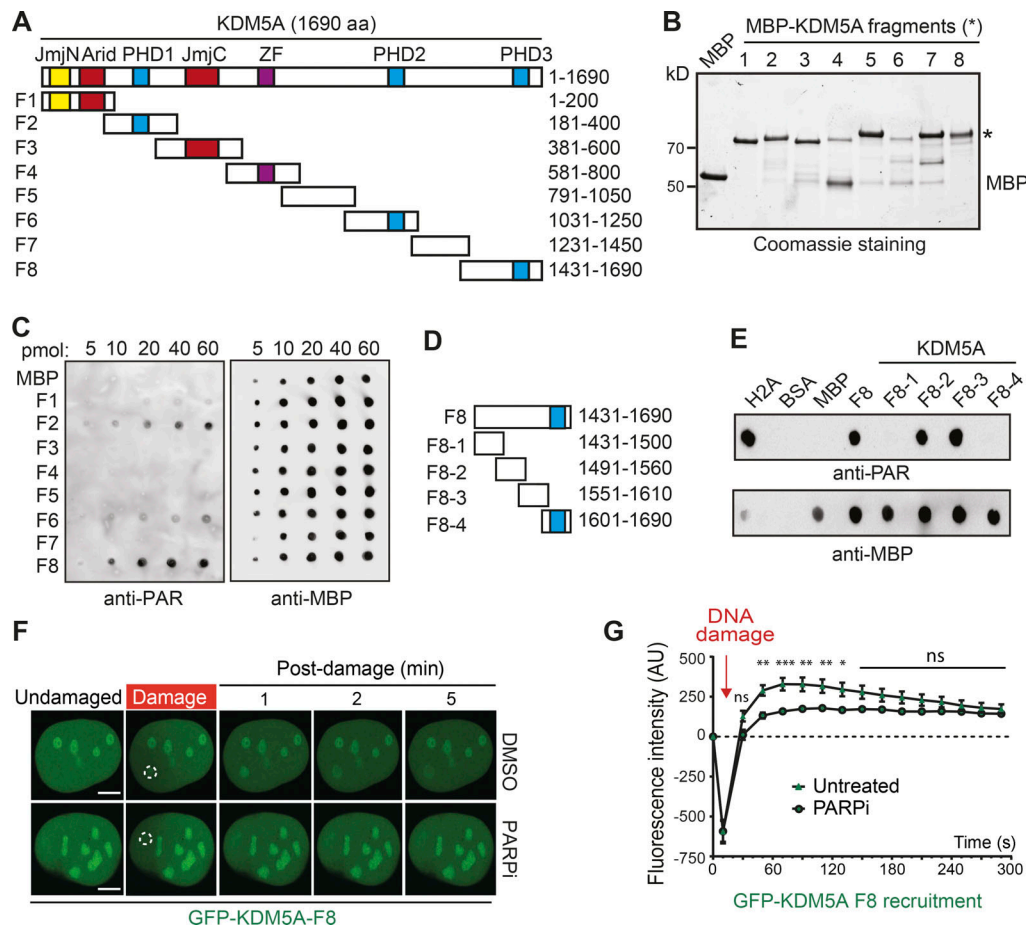 A
KDM5A (1690 aa)
JmjN Arid PHD1 JmjC ZF PHD2 PHD3
1-1690
F1 1-200
F2 181-400
F3 381-600
F4 581-800
F5 791-1050
F6 1031-1250
F7 1231-1450
F8 1431-1690
B
MBP
MBP-KDM5A fragments (*)
kD 1 2 3 4 5 6 7 8
*
70
50
MBP
Coomassie staining
C
pmol: 5 10 20 40 60 5 10 20 40 60
MBP
F1
F2
F3
F4
F5
F6
F7
F8
anti-PAR anti-MBP
D
F8 1431-1690
F8-1 1431-1500
F8-2 1491-1560
F8-3 1551-1610
F8-4 1601-1690
E
KDM5A
H2A BSA MBP F8 F8-1 F8-2 F8-3 F8-4
anti-PAR
anti-MBP
F
Post-damage (min)
Undamaged Damage 1 2 5
DMSO
PARPi
GFP-KDM5A-F8
G
DNA
damage
Fluorescence intensity (AU)
500
250
0
-250
-500
-750
ns ** *** ** ** * ns
Untreated
PARPi
Time (s)
0 60 120 180 240 300
GFP-KDM5A F8 recruitment